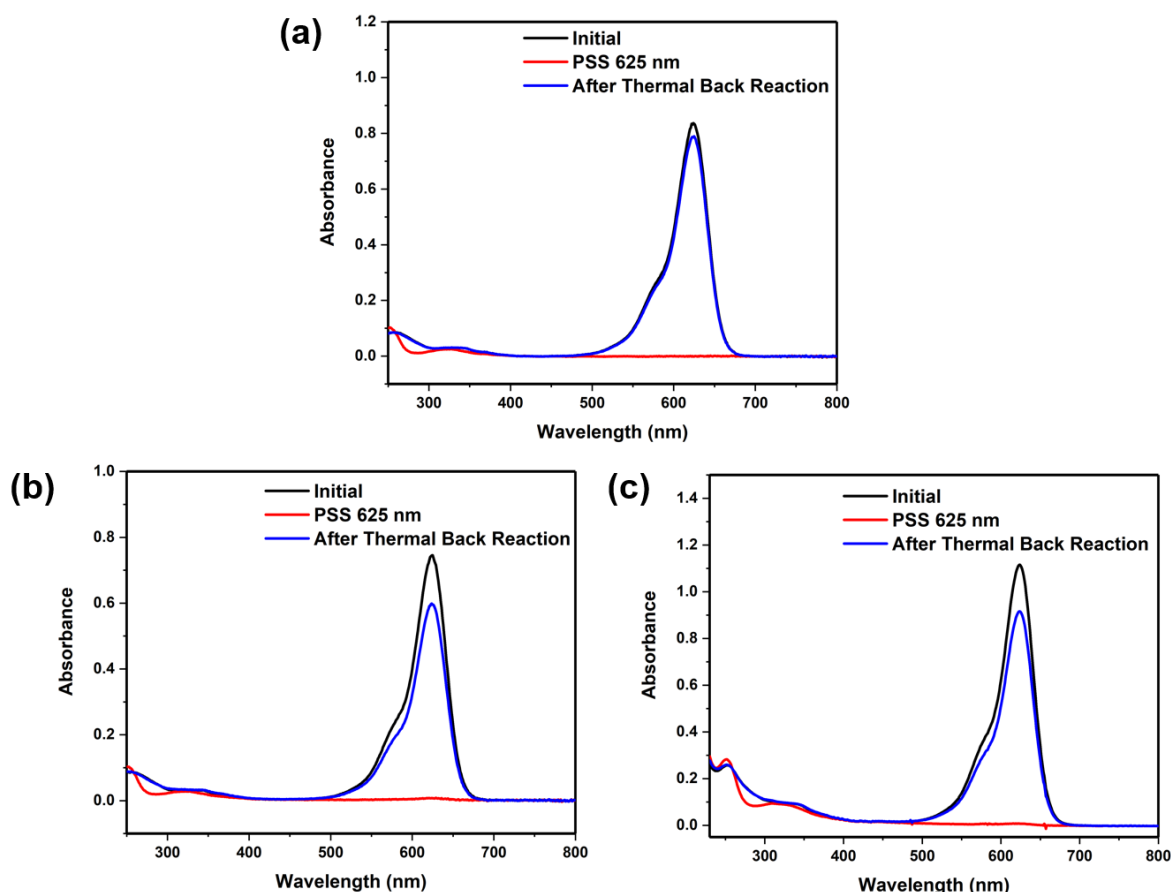 (a)
Initial
PSS 625 nm
After Thermal Back Reaction
1.2
1.0
0.8
0.6
0.4
0.2
0.0
Absorbance
300 400 500 600 700 800
Wavelength (nm)
(b)
Initial
PSS 625 nm
After Thermal Back Reaction
1.0
0.8
0.6
0.4
0.2
0.0
Absorbance
300 400 500 600 700 800
Wavelength (nm)
(c)
Initial
PSS 625 nm
After Thermal Back Reaction
1.4
1.2
1.0
0.8
0.6
0.4
0.2
0.0
Absorbance
300 400 500 600 700 800
Wavelength (nm)